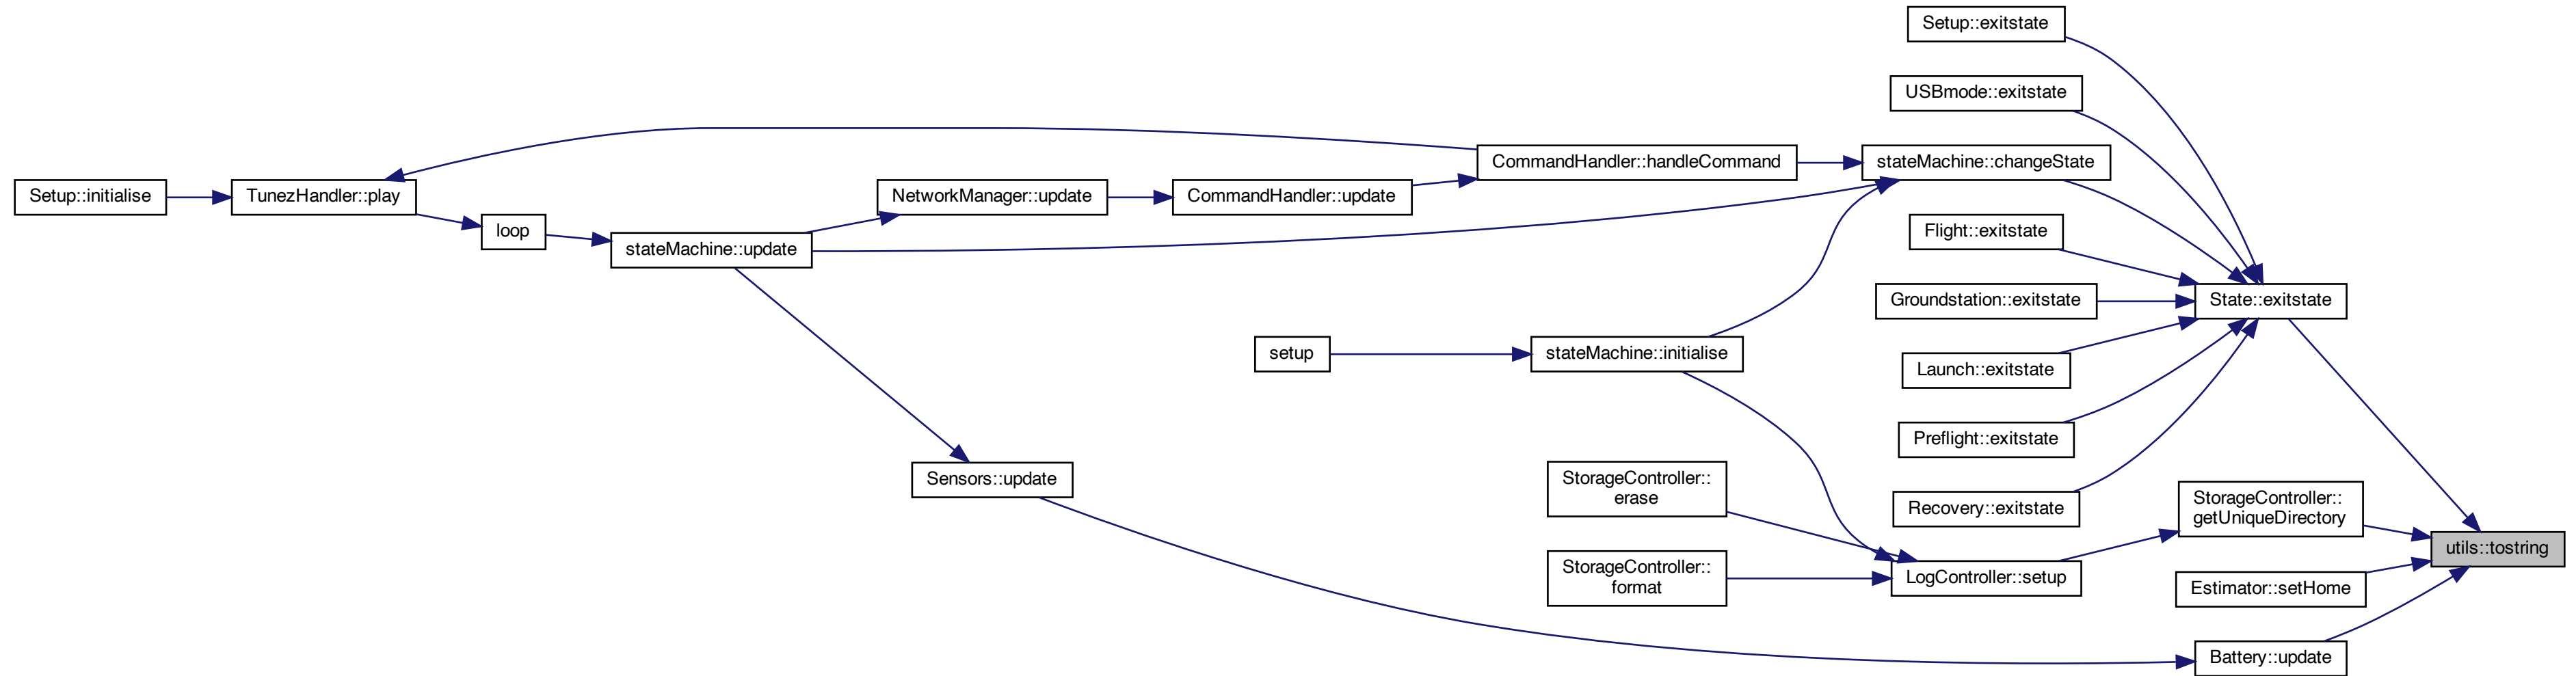 Setup::exitstate
USBmode::exitstate
CommandHandler::handleCommand
stateMachine::changeState
Setup::initialise
TunezHandler::play
NetworkManager::update
CommandHandler::update
loop
Flight::exitstate
stateMachine::update
Groundstation::exitstate
State::exitstate
setup
stateMachine::initialise
Launch::exitstate
Preflight::exitstate
Sensors::update
StorageController::
erase
Recovery::exitstate
StorageController::
getUniqueDirectory
utils::tostring
StorageController::
format
LogController::setup
Estimator::setHome
Battery::update